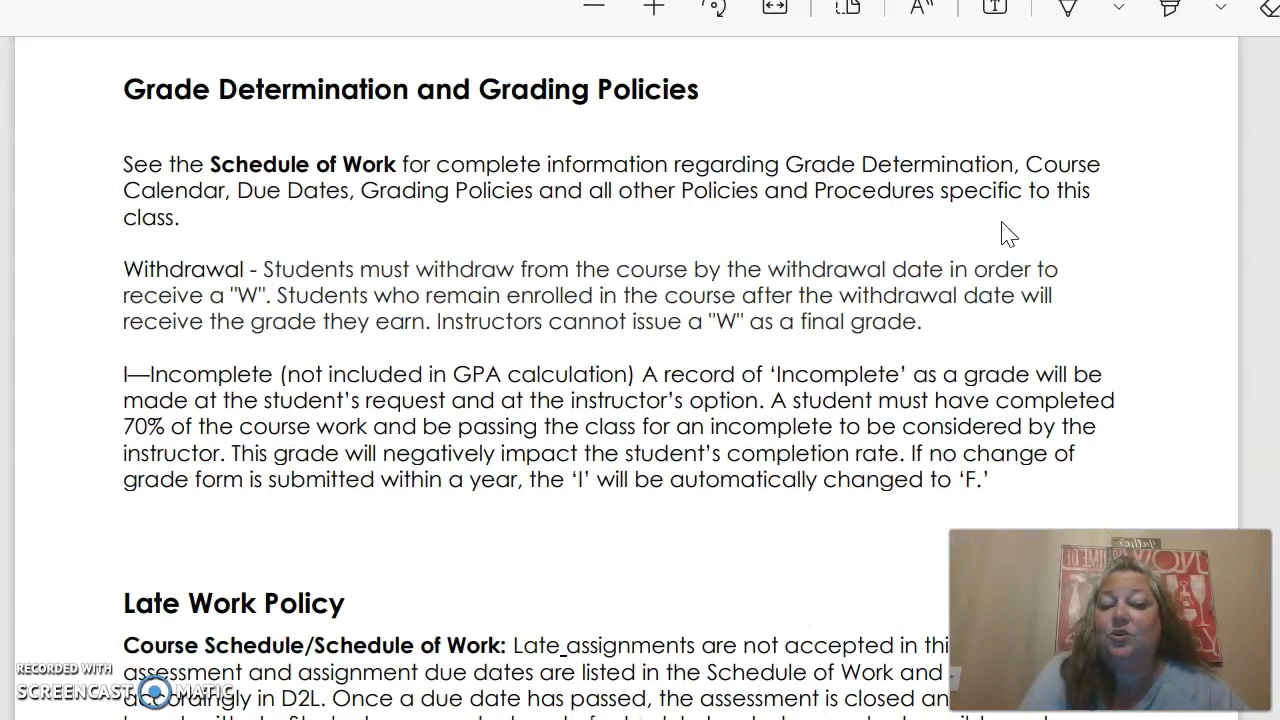 Grade Determination and Grading Policies
See the Schedule of Work for complete information regarding Grade Determination, Course
Calendar, Due Dates, Grading Policies and all other Policies and Procedures specific to this
class.
Withdrawal - Students must withdraw from the course by the withdrawal date in order to
receive a "W". Students who remain enrolled in the course after the withdrawal date will
receive the grade they earn. Instructors cannot issue a "W" as a final grade.
I—Incomplete (not included in GPA calculation) A record of ‘Incomplete’ as a grade will be
made at the student’s request and at the instructor’s option. A student must have completed
70% of the course work and be passing the class for an incomplete to be considered by the
instructor. This grade will negatively impact the student’s completion rate. If no change of
grade form is submitted within a year, the ‘I’ will be automatically changed to ‘F.’
Late Work Policy
Course Schedule/Schedule of Work: Late assignments are not accepted in thi
assessment and assignment due dates are listed in the Schedule of Work and
accordingly in D2L. Once a due date has passed, the assessment is closed an
RECORDED WITH
SCREENCAST MATIC